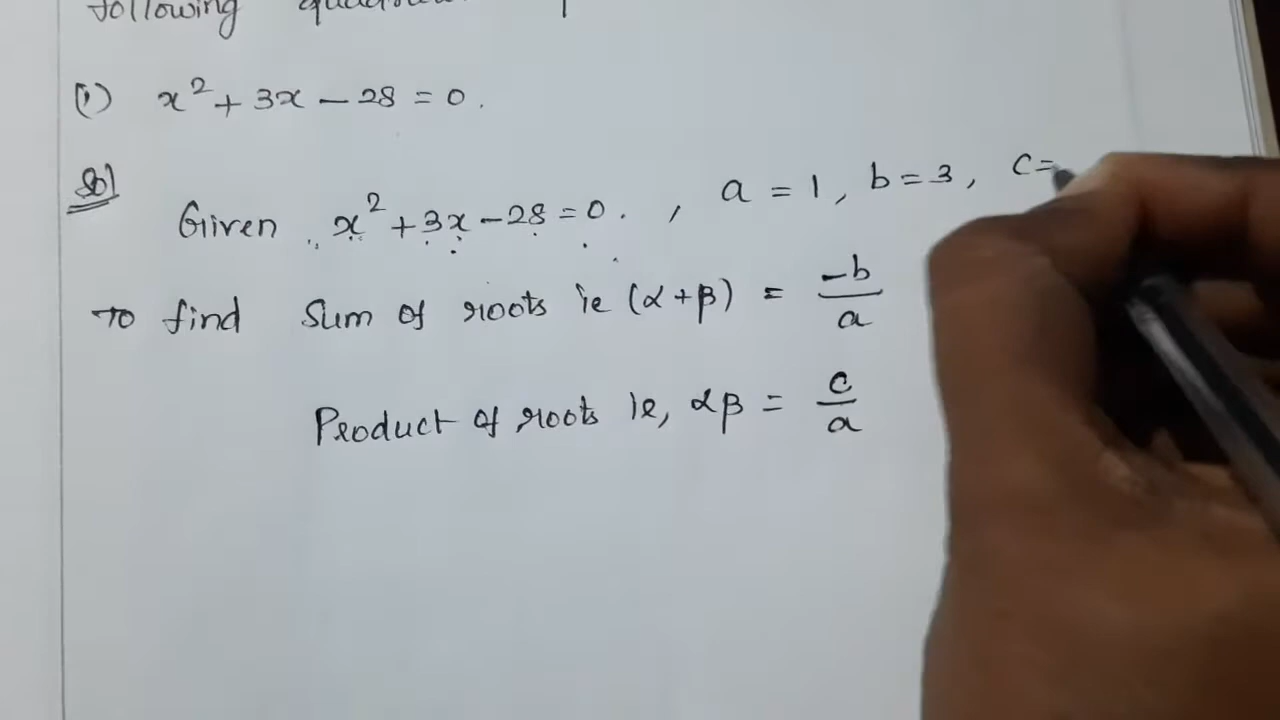 following
(1) x² + 3x - 28 = 0.
Sol
Given x² + 3x - 28 = 0. , a = 1, b = 3, c =
To find Sum of roots ie (α + β) = -b/a
Product of roots ie, αβ = c/a